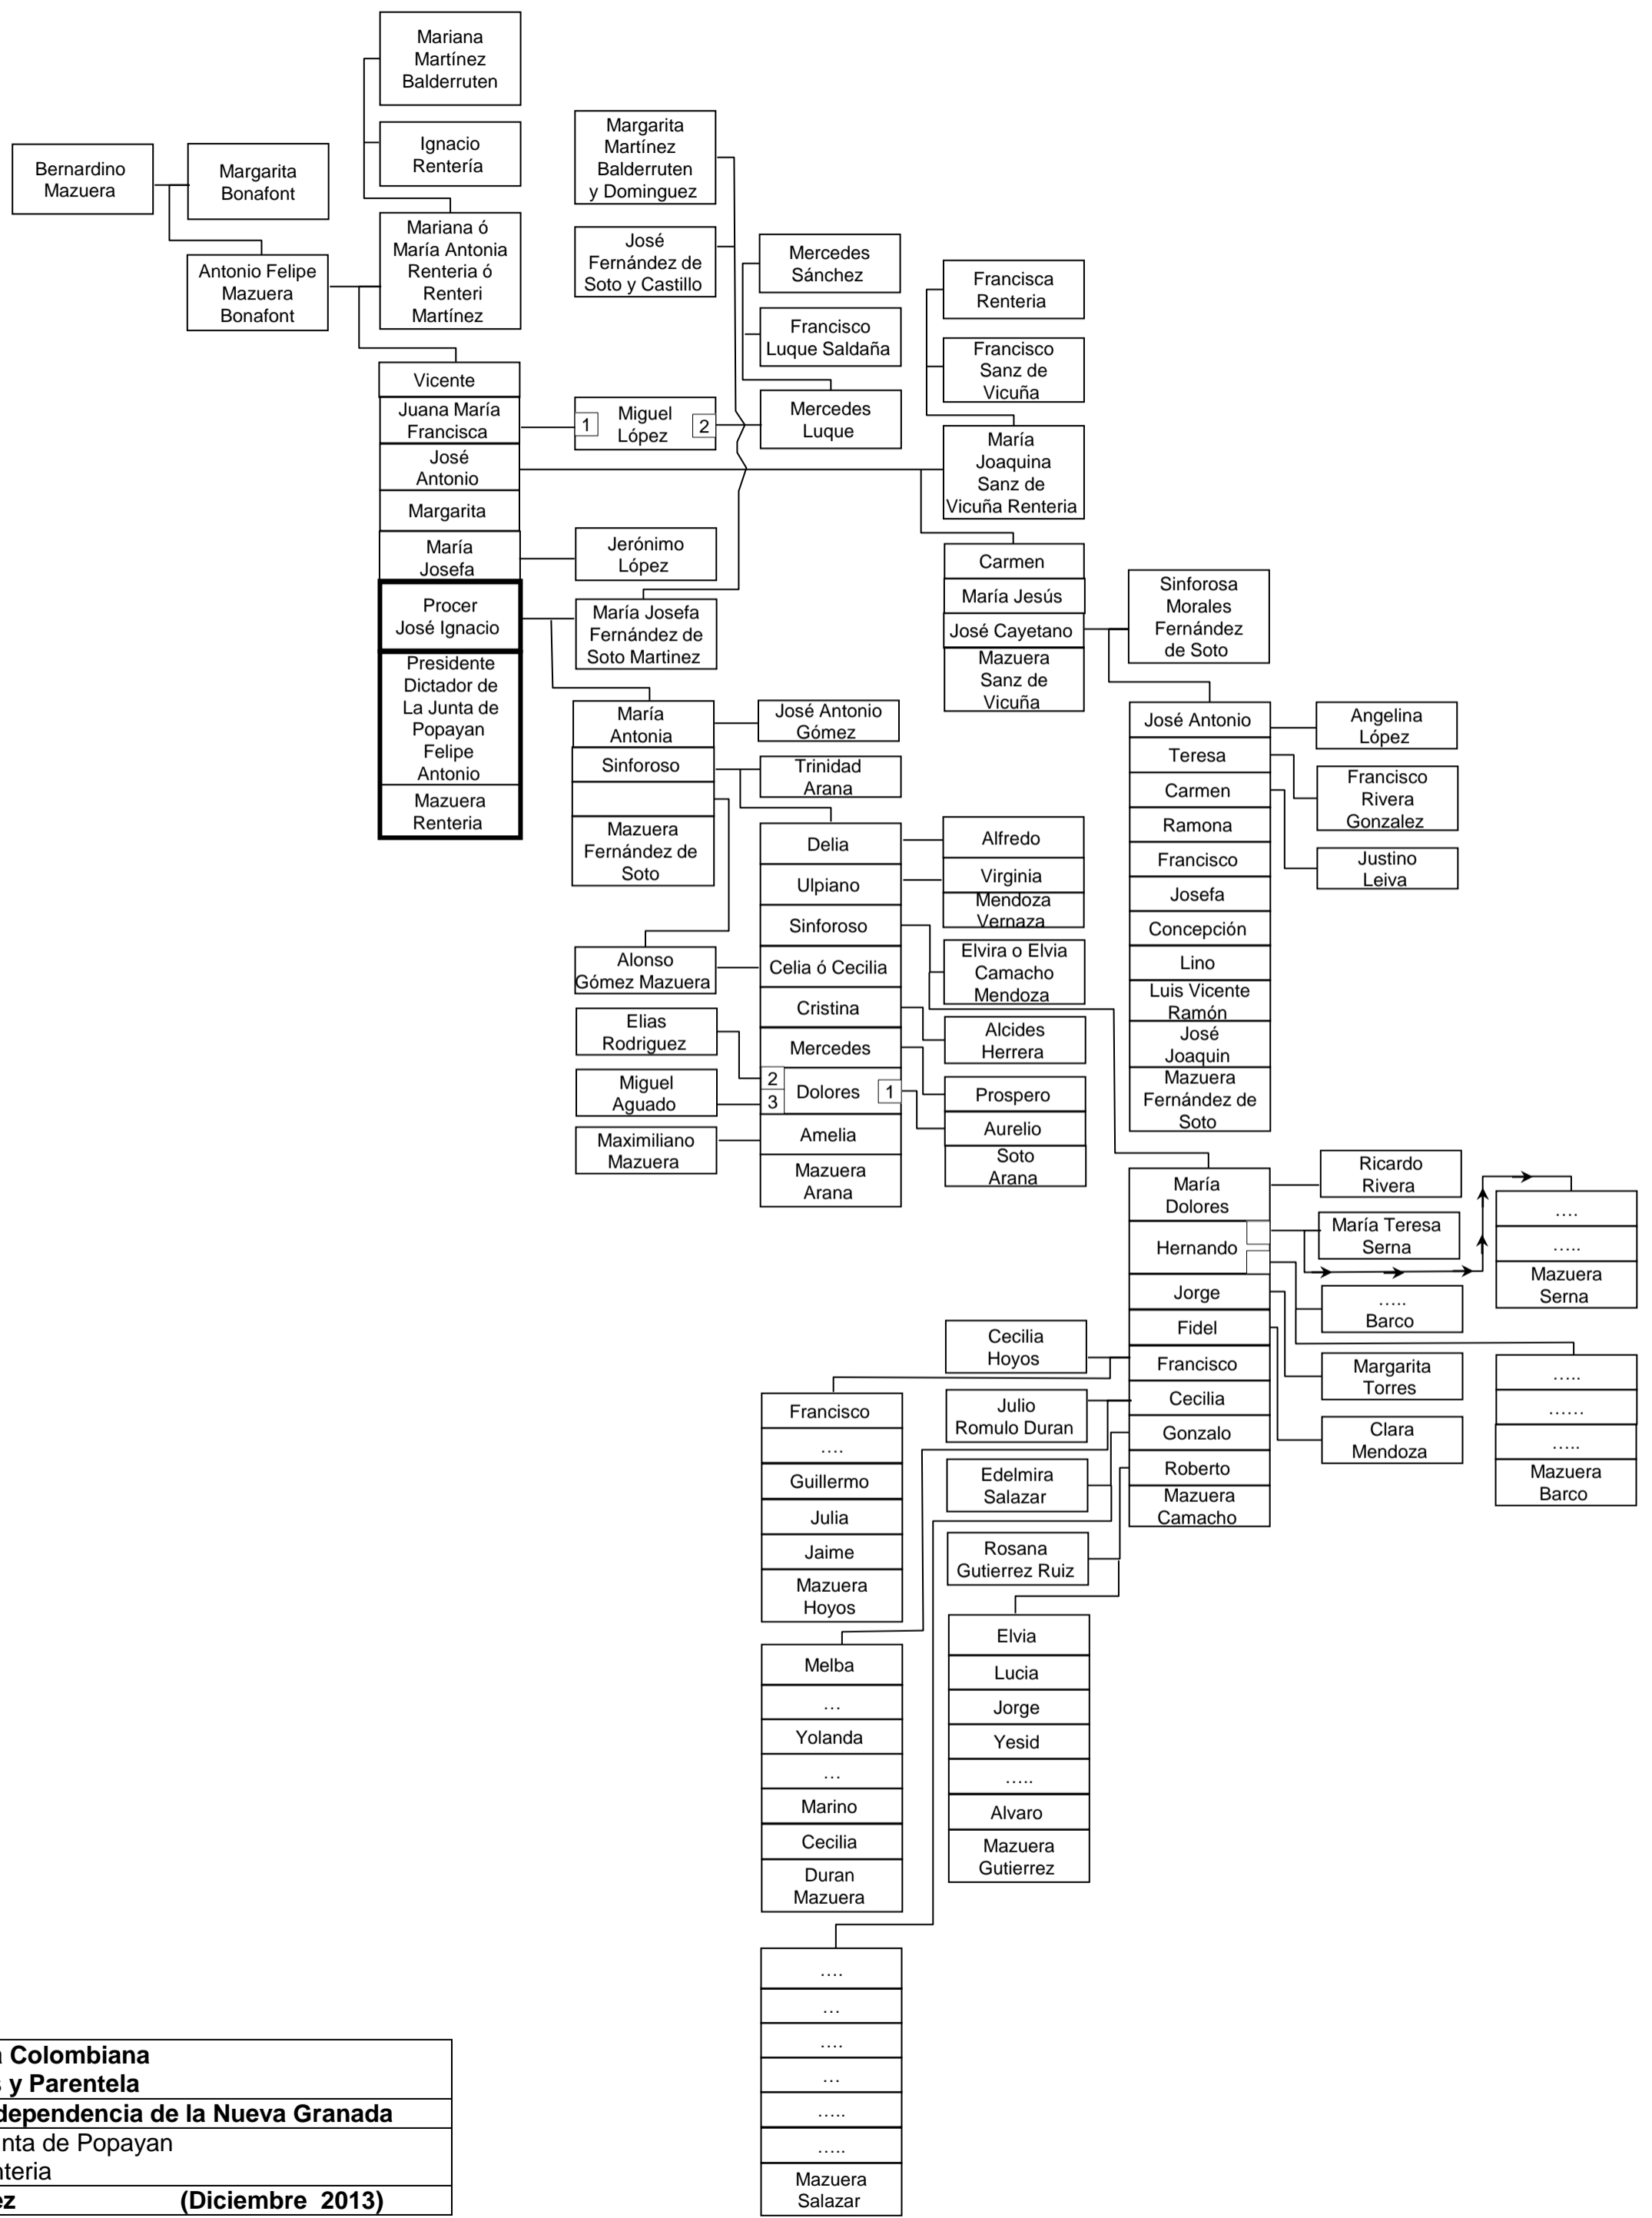 Mariana
Martínez
Balderruten
Ignacio
Rentería
Bernardino
Mazuera
Margarita
Bonafont
Antonio Felipe
Mazuera
Bonafont
Mariana ó
María Antonia
Renteria ó
Renteri
Martínez
Margarita
Martínez
Balderruten
y Dominguez
José
Fernández de
Soto y Castillo
Mercedes
Sánchez
Francisco
Luque Saldaña
Mercedes
Luque
Francisca
Renteria
Francisco
Sanz de
Vicuña
María
Joaquina
Sanz de
Vicuña Renteria
Vicente
Juana María
Francisca
José
Antonio
Margarita
María
Josefa
Procer
José Ignacio
Presidente
Dictador de
La Junta de
Popayan
Felipe
Antonio
Mazuera
Renteria
1
Miguel
López
2
Jerónimo
López
María Josefa
Fernández de
Soto Martinez
Carmen
María Jesús
José Cayetano
Mazuera
Sanz de
Vicuña
Sinforosa
Morales
Fernández
de Soto
María
Antonia
Sinforoso
Mazuera
Fernández de
Soto
José Antonio
Gómez
Trinidad
Arana
José Antonio
Teresa
Carmen
Ramona
Francisco
Josefa
Concepción
Lino
Luis Vicente
Ramón
José
Joaquin
Mazuera
Fernández de
Soto
Angelina
López
Francisco
Rivera
Gonzalez
Justino
Leiva
Delia
Ulpiano
Sinforoso
Celia ó Cecilia
Cristina
Mercedes
2
3
Dolores
1
Amelia
Mazuera
Arana
Alfredo
Virginia
Mendoza
Vernaza
Elvira o Elvia
Camacho
Mendoza
Alcides
Herrera
Prospero
Aurelio
Soto
Arana
Alonso
Gómez Mazuera
Elias
Rodriguez
Miguel
Aguado
Maximiliano
Mazuera
María
Dolores
Hernando
Jorge
Fidel
Francisco
Cecilia
Gonzalo
Roberto
Mazuera
Camacho
Ricardo
Rivera
María Teresa
Serna
…..
Barco
Margarita
Torres
Clara
Mendoza
….
…..
Mazuera
Serna
…..
……
…..
Mazuera
Barco
Cecilia
Hoyos
Julio
Romulo Duran
Edelmira
Salazar
Rosana
Gutierrez Ruiz
Francisco
….
Guillermo
Julia
Jaime
Mazuera
Hoyos
Melba
…
Yolanda
…
Marino
Cecilia
Duran
Mazuera
Elvia
Lucia
Jorge
Yesid
…..
Alvaro
Mazuera
Gutierrez
….
…
….
…
…..
…..
Mazuera
Salazar
a Colombiana
s y Parentela
dependencia de la Nueva Granada
nta de Popayan
nteria
ez (Diciembre 2013)